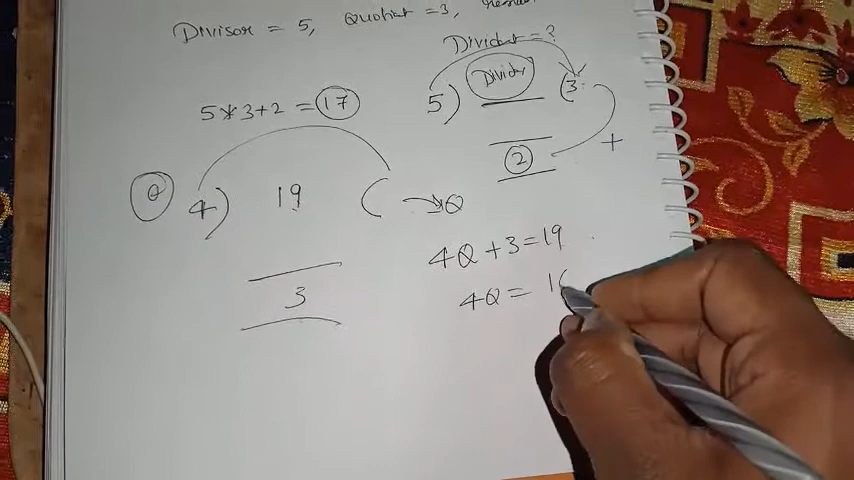 Divisor = 5, Quotient = 3,
Dividend = ?
5) Dividend (3
5*3+2 = 17
2 +
Q 4) 19 ( → Q
4Q + 3 = 19
3
4Q = 16